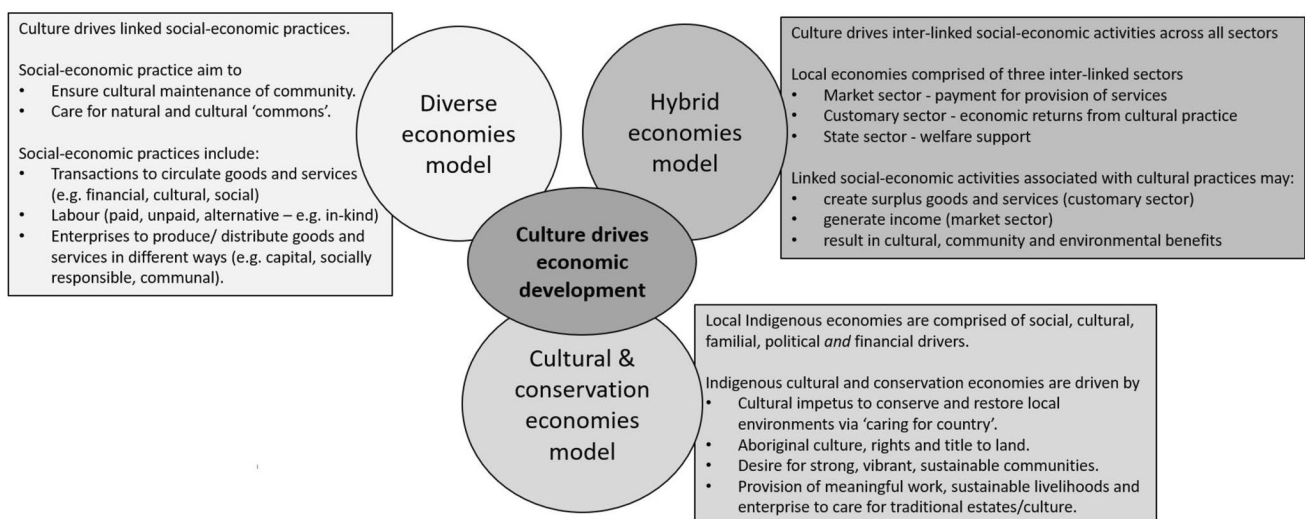 Culture drives linked social-economic practices.
Social-economic practice aim to
• Ensure cultural maintenance of community.
• Care for natural and cultural ‘commons’.
Social-economic practices include:
• Transactions to circulate goods and services
(e.g. financial, cultural, social)
• Labour (paid, unpaid, alternative – e.g. in-kind)
• Enterprises to produce/ distribute goods and
services in different ways (e.g. capital, socially
responsible, communal).
Diverse
economies
model
Hybrid
economies
model
Culture drives inter-linked social-economic activities across all sectors
Local economies comprised of three inter-linked sectors
• Market sector - payment for provision of services
• Customary sector - economic returns from cultural practice
• State sector - welfare support
Linked social-economic activities associated with cultural practices may:
• create surplus goods and services (customary sector)
• generate income (market sector)
• result in cultural, community and environmental benefits
Culture drives
economic
development
Cultural &
conservation
economies
model
Local Indigenous economies are comprised of social, cultural,
familial, political and financial drivers.
Indigenous cultural and conservation economies are driven by
• Cultural impetus to conserve and restore local
environments via ‘caring for country’.
• Aboriginal culture, rights and title to land.
• Desire for strong, vibrant, sustainable communities.
• Provision of meaningful work, sustainable livelihoods and
enterprise to care for traditional estates/culture.